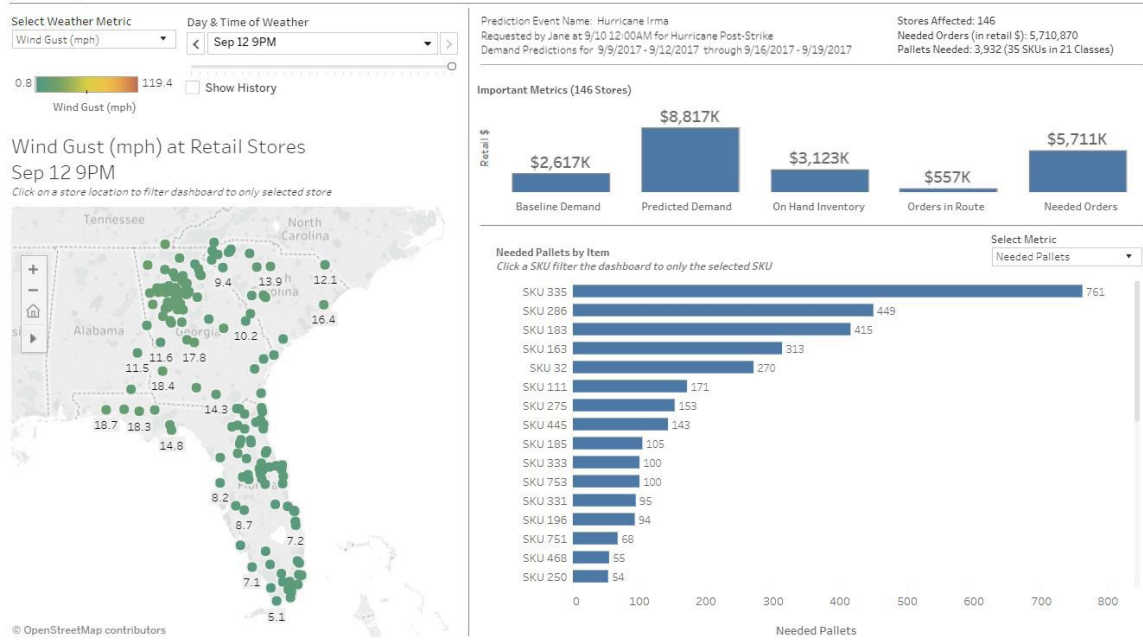 Select Weather Metric
Wind Gust (mph)
Day & Time of Weather
Sep 12 9PM
0.8
119.4
Wind Gust (mph)
Show History
Wind Gust (mph) at Retail Stores
Sep 12 9PM
Click on a store location to filter dashboard to only selected store
Tennessee
North
Carolina
Alabama
Georgia
9.4
13.9
12.1
16.4
10.2
11.6
17.8
11.5
18.4
14.3
18.7
18.3
14.8
8.2
8.7
7.2
7.1
5.1
© OpenStreetMap contributors
Prediction Event Name: Hurricane Irma
Requested by Jane at 9/10 12:00AM for Hurricane Post-Strike
Demand Predictions for 9/9/2017 - 9/12/2017 through 9/16/2017 - 9/19/2017
Stores Affected: 146
Needed Orders (in retail $): 5,710,870
Pallets Needed: 3,932 (35 SKUs in 21 Classes)
Important Metrics (146 Stores)
Retail $
$2,617K
$8,817K
$3,123K
$557K
$5,711K
Baseline Demand
Predicted Demand
On Hand Inventory
Orders in Route
Needed Orders
Select Metric
Needed Pallets
Needed Pallets by Item
Click a SKU filter the dashboard to only the selected SKU
SKU 335 761
SKU 286 449
SKU 183 415
SKU 163 313
SKU 32 270
SKU 111 171
SKU 275 153
SKU 445 143
SKU 185 105
SKU 333 100
SKU 753 100
SKU 331 95
SKU 196 94
SKU 751 68
SKU 468 55
SKU 250 54
0 100 200 300 400 500 600 700 800
Needed Pallets